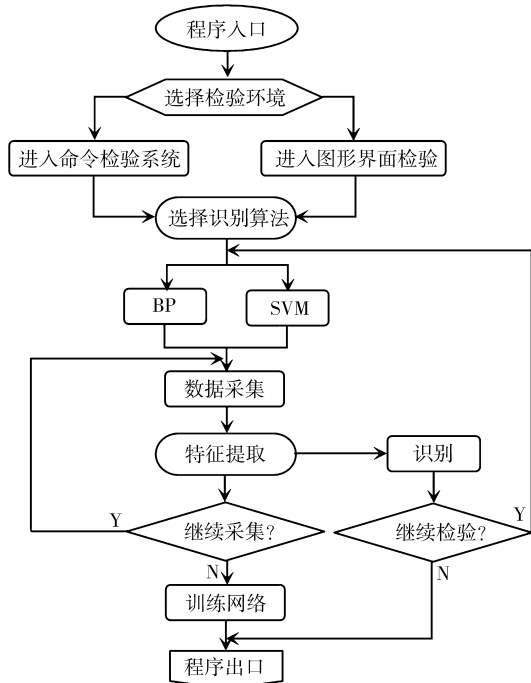 程序入口
选择检验环境
进入命令检验系统
进入图形界面检验
选择识别算法
BP
SVM
数据采集
特征提取
识别
Y
继续采集?
继续检验?
Y
N
N
训练网络
程序出口